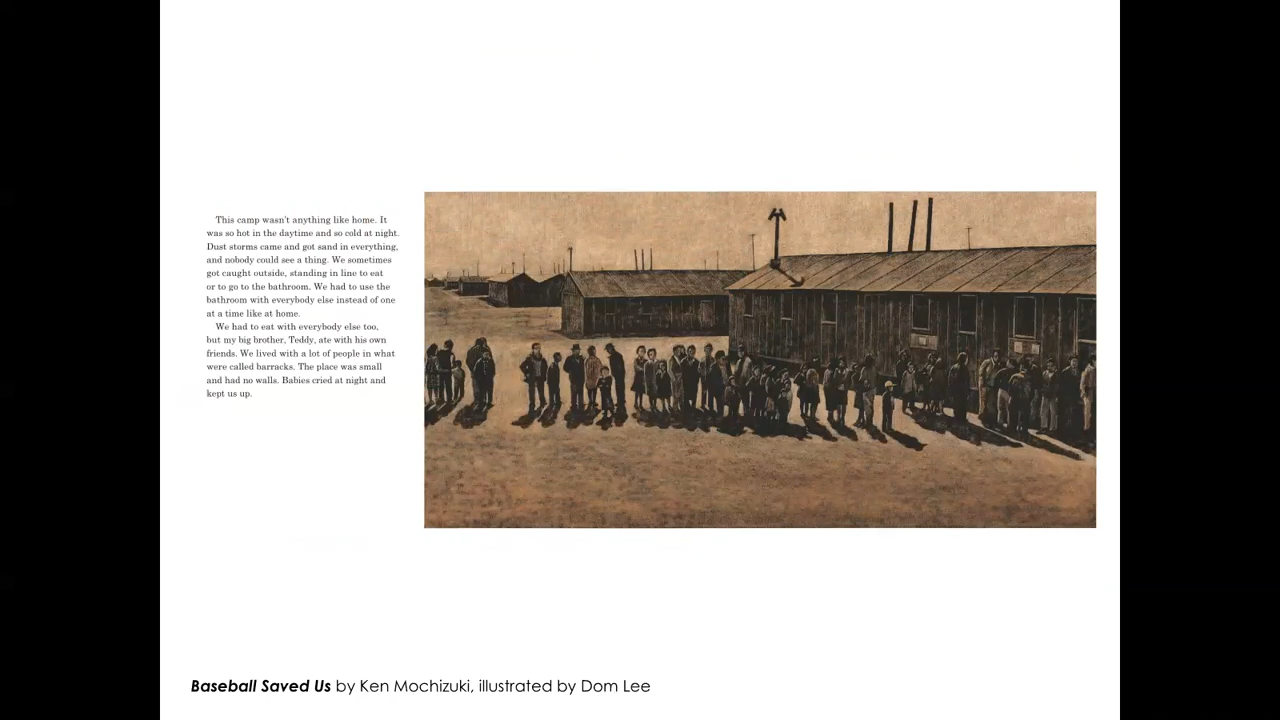 This camp wasn't anything like home. It
was so hot in the daytime and so cold at night.
Dust storms came and got sand in everything,
and nobody could see a thing. We sometimes
got caught outside, standing in line to eat
or to go to the bathroom. We had to use the
bathroom with everybody else instead of one
at a time like at home.
We had to eat with everybody else too,
but my big brother, Teddy, ate with his own
friends. We lived with a lot of people in what
were called barracks. The place was small
and had no walls. Babies cried at night and
kept us up.
Baseball Saved Us by Ken Mochizuki, illustrated by Dom Lee